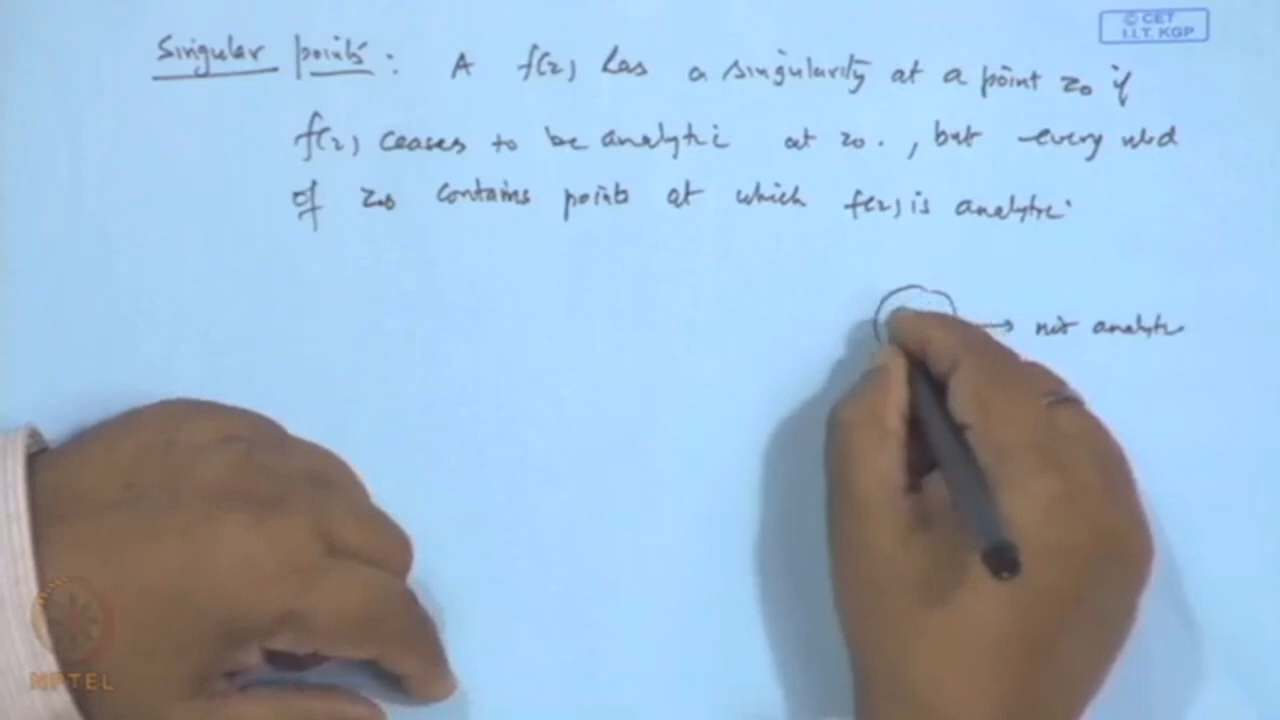 © CET
I.I.T. KGP
Singular points : A f(z) has a singularity at a point z0 if
f(z) ceases to be analytic at z0 . , but every nbd
of z0 contains points at which f(z) is analytic.
→ not analytic
NPTEL